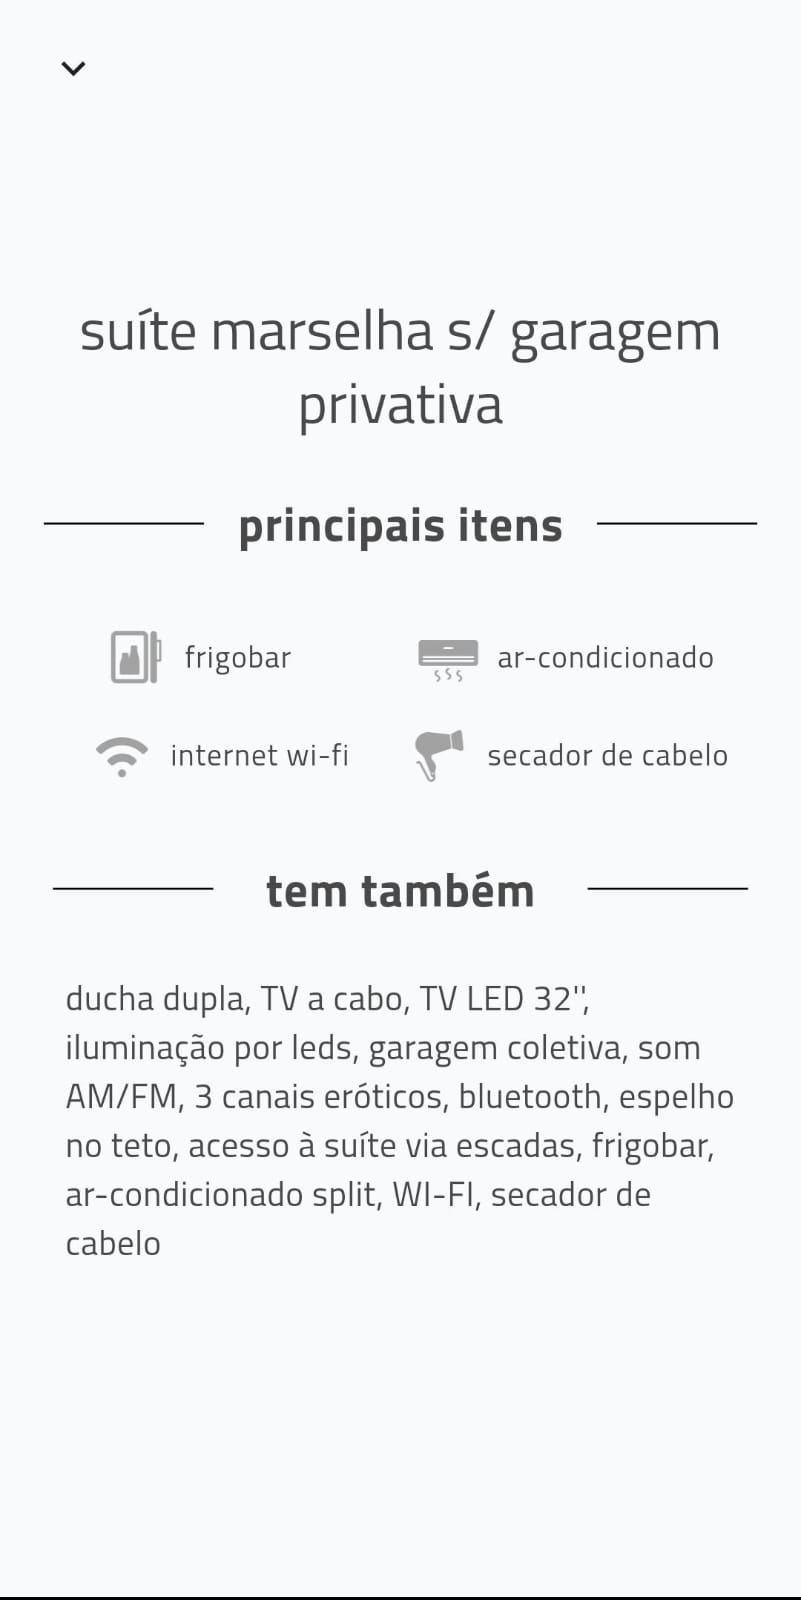 suíte marselha s/ garagem
privativa
principais itens
frigobar
ar-condicionado
internet wi-fi
secador de cabelo
tem também
ducha dupla, TV a cabo, TV LED 32'',
iluminação por leds, garagem coletiva, som
AM/FM, 3 canais eróticos, bluetooth, espelho
no teto, acesso à suíte via escadas, frigobar,
ar-condicionado split, WI-FI, secador de
cabelo